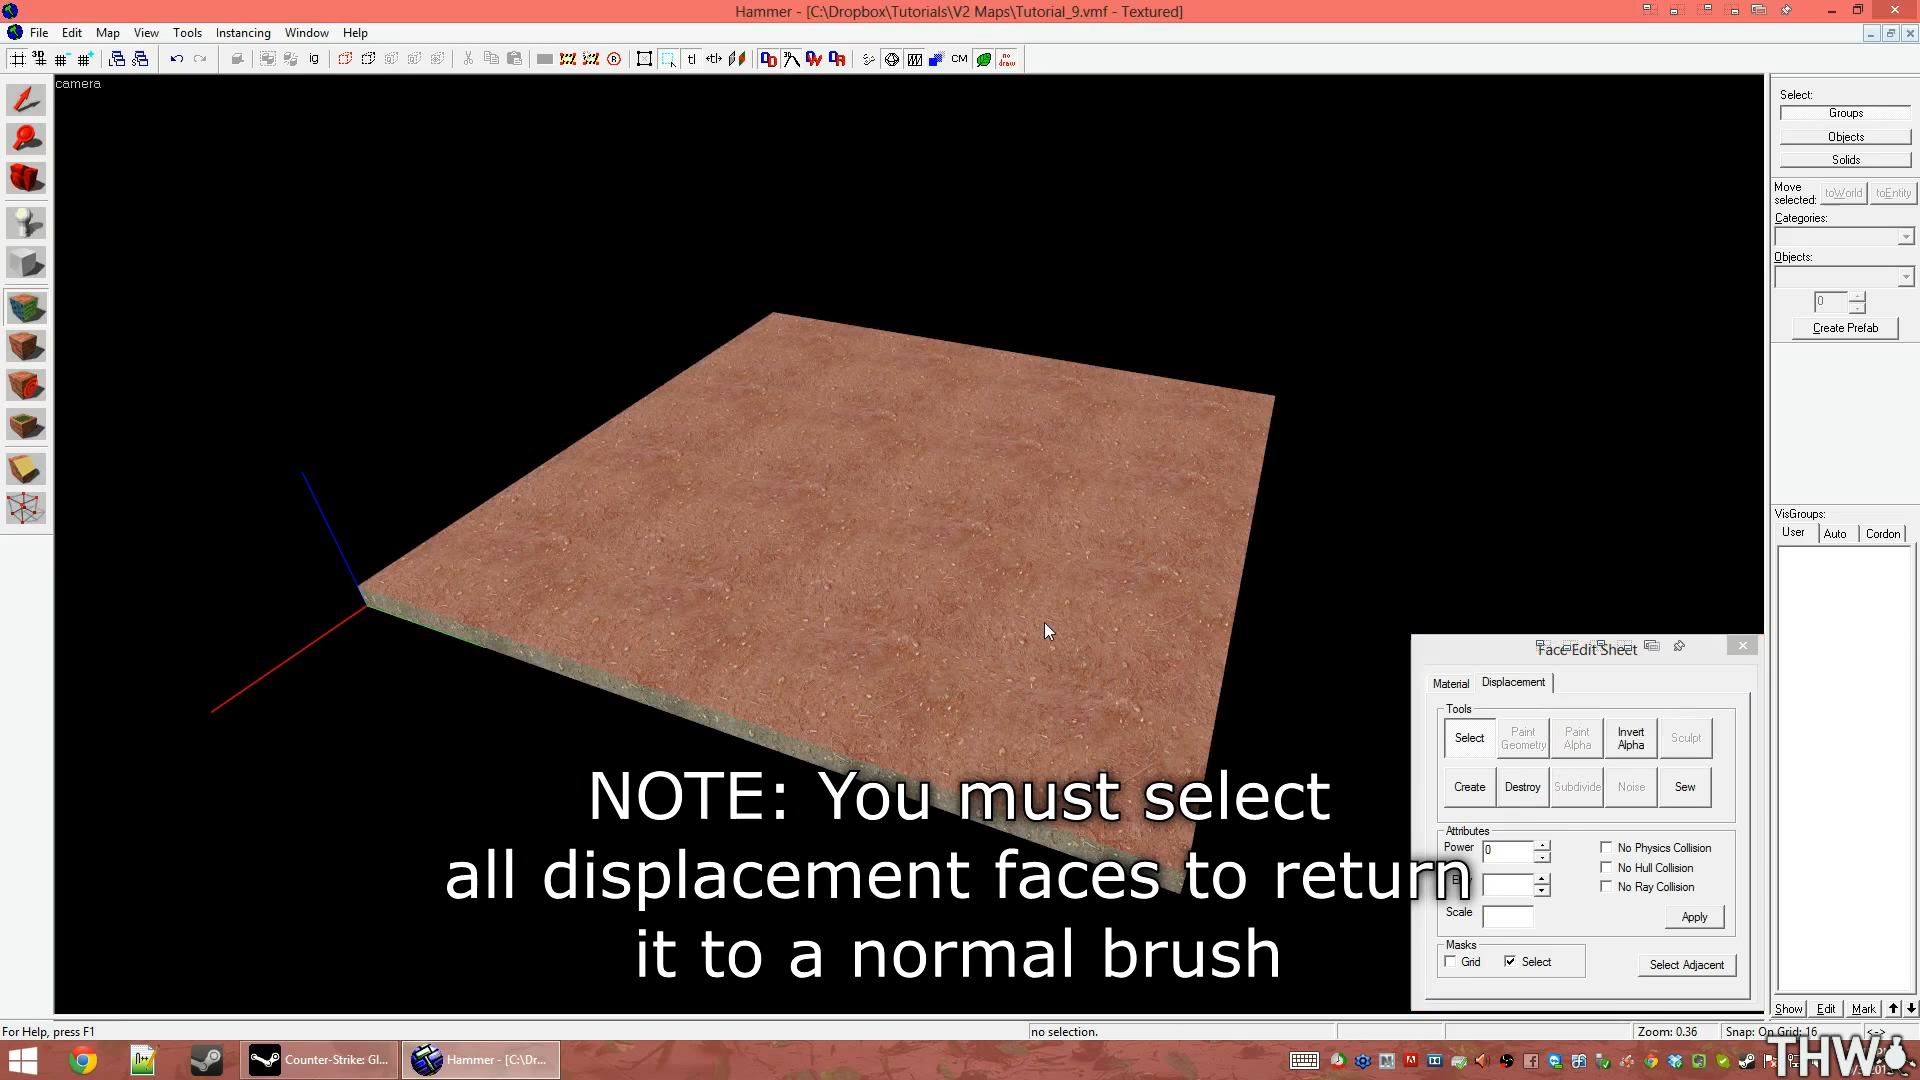 Hammer - [C:\Dropbox\Tutorials\V2 Maps\Tutorial_9.vmf - Textured]
File Edit Map View Tools Instancing Window Help
camera
Select:
Groups
Objects
Solids
Move selected:
toWorld toEntity
Categories:
Objects:
0
Create Prefab
VisGroups:
User Auto Cordon
Show Edit Mark
Face Edit Sheet
Material Displacement
Tools
Select Paint Geometry Paint Alpha Invert Alpha Sculpt
Create Destroy Subdivide Noise Sew
Attributes
Power 0
Scale
No Physics Collision
No Hull Collision
No Ray Collision
Apply
Masks
Grid Select
Select Adjacent
NOTE: You must select
all displacement faces to return
it to a normal brush
For Help, press F1
no selection.
Zoom: 0.36
Snap: On Grid: 16
<->
Counter-Strike: Gl...
Hammer - [C:\Dr...
THW